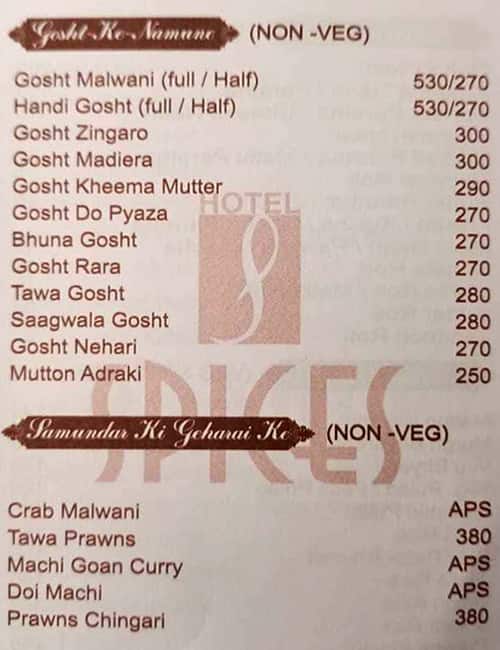 Gosht-Ke-Namune (NON -VEG)
Gosht Malwani (full / Half) 530/270
Handi Gosht (full / Half) 530/270
Gosht Zingaro 300
Gosht Madiera 300
Gosht Kheema Mutter 290
Gosht Do Pyaza 270
HOTEL
Bhuna Gosht 270
Gosht Rara 270
Tawa Gosht 280
Saagwala Gosht 280
Gosht Nehari 270
Mutton Adraki 250
SPICES
Samundar Ki Geharai Ke (NON -VEG)
Crab Malwani APS
Tawa Prawns 380
Machi Goan Curry APS
Doi Machi APS
Prawns Chingari 380